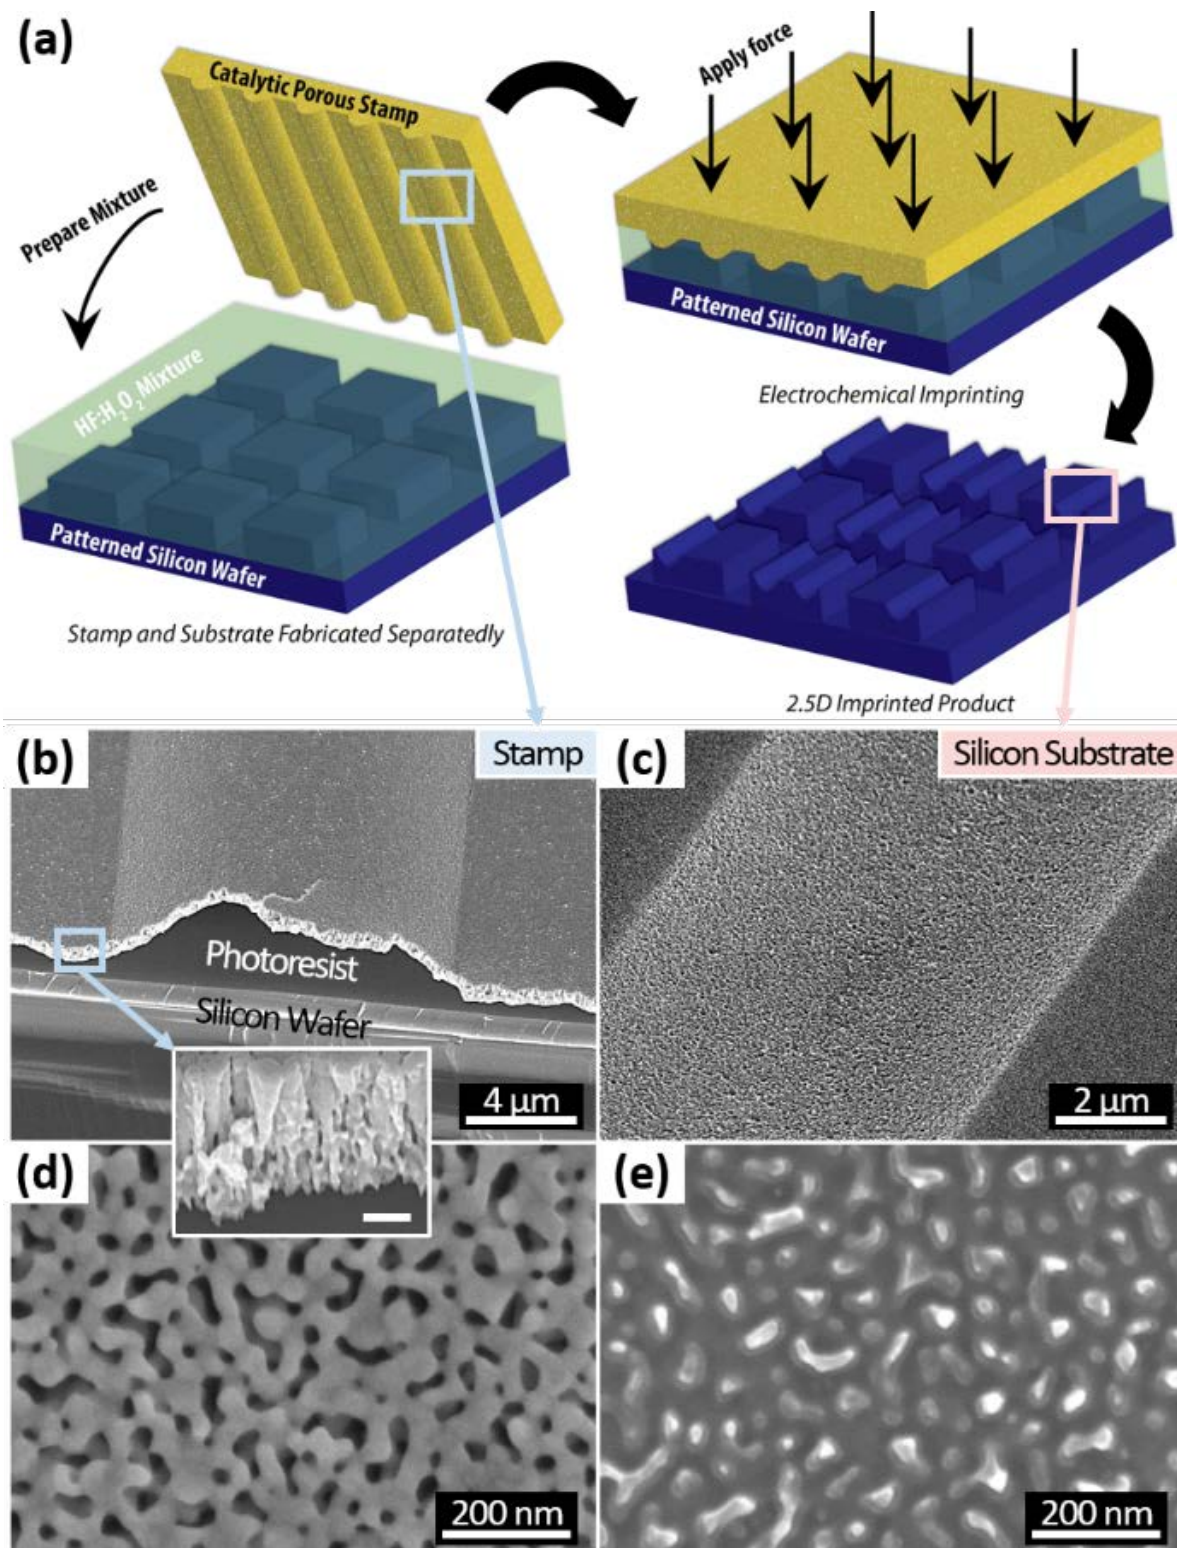 (a)
Catalytic Porous Stamp
Prepare Mixture
HF:H2O2 Mixture
Patterned Silicon Wafer
Stamp and Substrate Fabricated Separatedly
Apply force
Patterned Silicon Wafer
Electrochemical Imprinting
2.5D Imprinted Product
(b)
Stamp
Photoresist
Silicon Wafer
4 µm
(c)
Silicon Substrate
2 µm
(d)
200 nm
(e)
200 nm